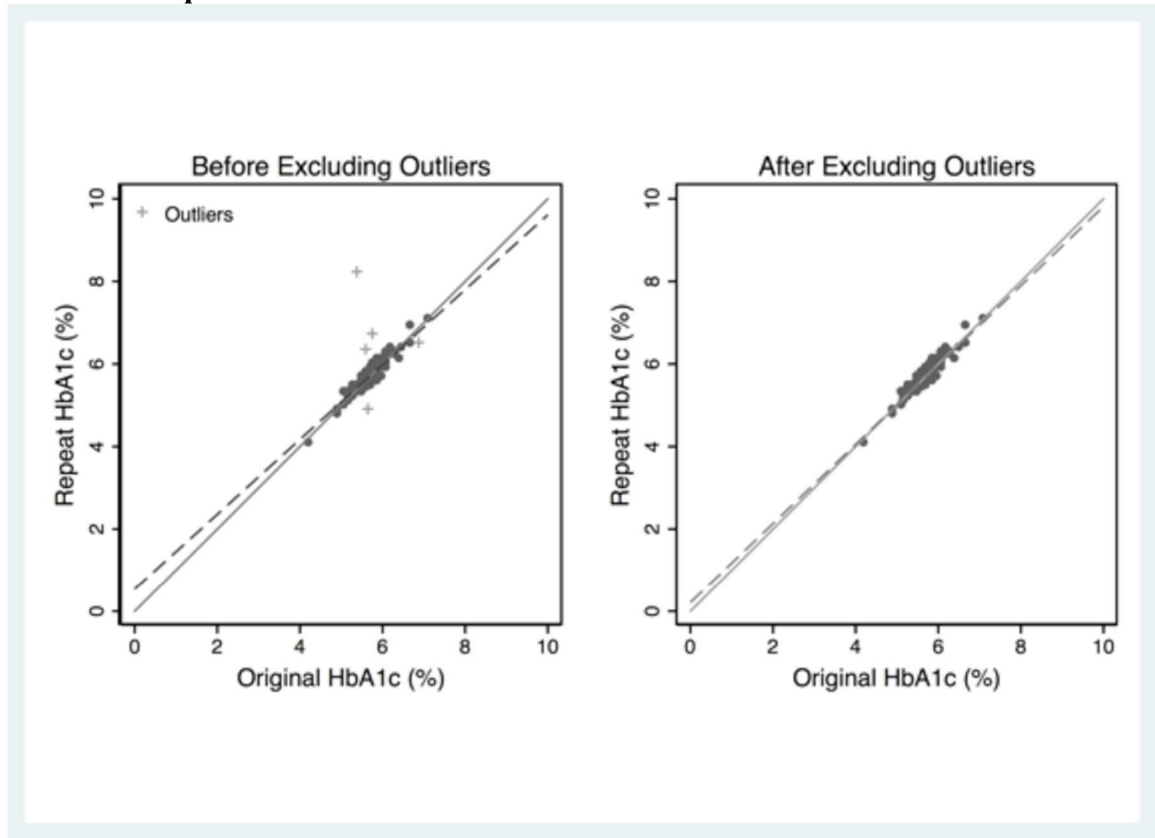 Before Excluding Outliers
10
8
6
4
2
0
Repeat HbA1c (%)
+ Outliers
0 2 4 6 8 10
Original HbA1c (%)
After Excluding Outliers
10
8
6
4
2
0
Repeat HbA1c (%)
0 2 4 6 8 10
Original HbA1c (%)